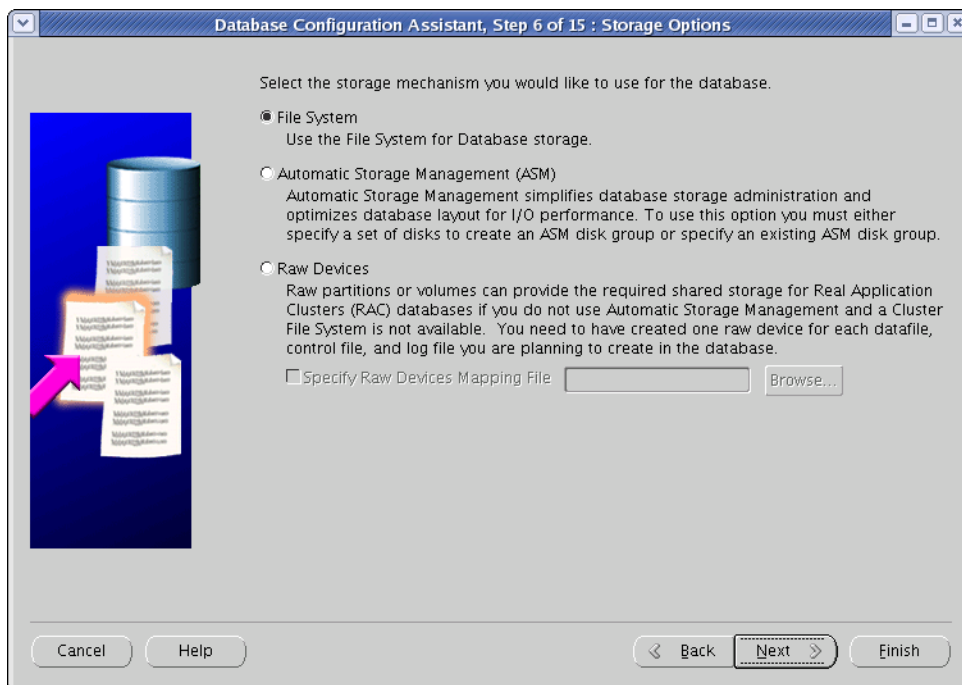 Database Configuration Assistant, Step 6 of 15 : Storage Options
Select the storage mechanism you would like to use for the database.
File System
Use the File System for Database storage.
Automatic Storage Management (ASM)
Automatic Storage Management simplifies database storage administration and
optimizes database layout for I/O performance. To use this option you must either
specify a set of disks to create an ASM disk group or specify an existing ASM disk group.
Raw Devices
Raw partitions or volumes can provide the required shared storage for Real Application
Clusters (RAC) databases if you do not use Automatic Storage Management and a Cluster
File System is not available. You need to have created one raw device for each datafile,
control file, and log file you are planning to create in the database.
Specify Raw Devices Mapping File
Browse...
Cancel
Help
Back
Next
Finish